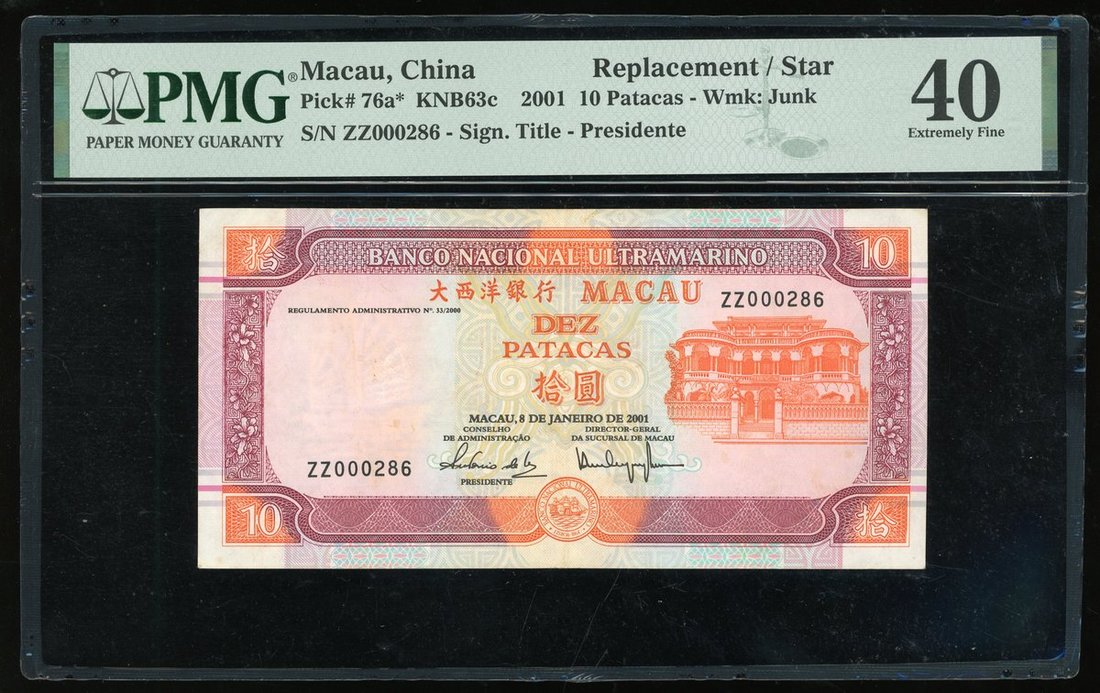 PMG®
PAPER MONEY GUARANTY
Macau, China Replacement / Star
Pick# 76a* KNB63c 2001 10 Patacas - Wmk: Junk
S/N ZZ000286 - Sign. Title - Presidente
40
Extremely Fine
拾 10
BANCO NACIONAL ULTRAMARINO
大西洋銀行 MACAU ZZ000286
REGULAMENTO ADMINISTRATIVO Nº. 33/2000
DEZ
PATACAS
拾圓
MACAU, 8 DE JANEIRO DE 2001
CONSELHO
DE ADMINISTRAÇÃO
DIRECTOR-GERAL
DA SUCURSAL DE MACAU
ZZ000286
PRESIDENTE
10 拾